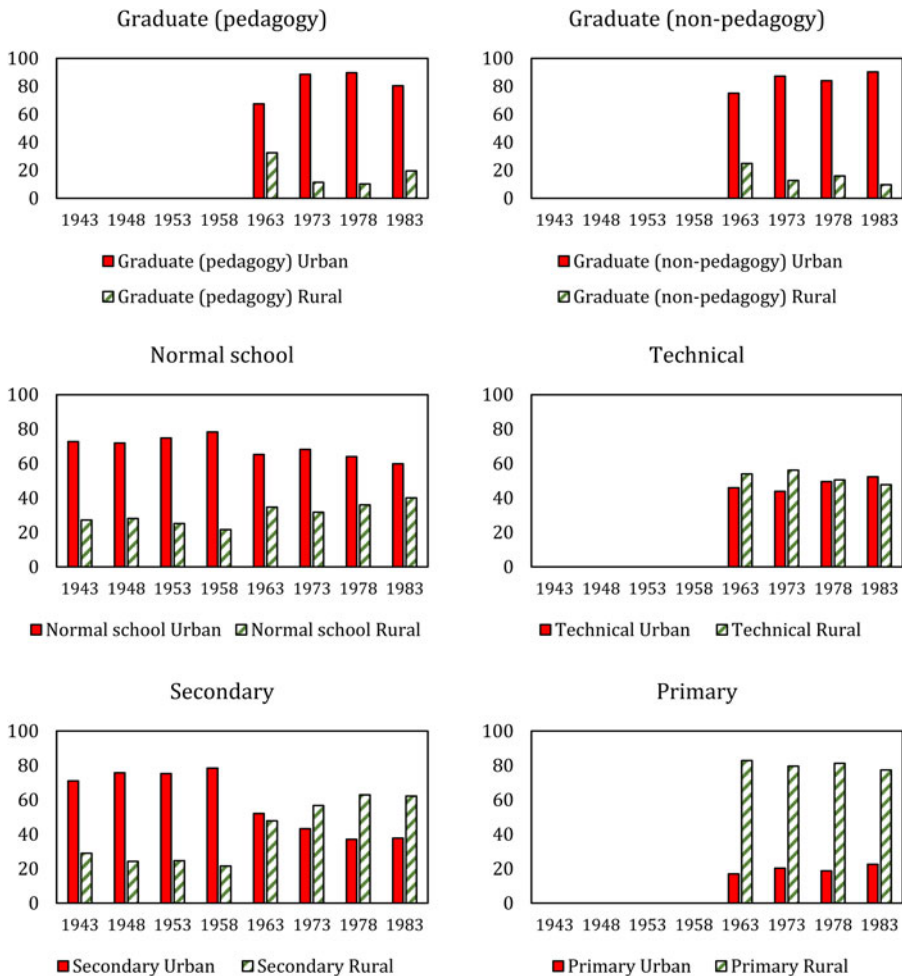 Graduate (pedagogy)
100
80
60
40
20
0
1943 1948 1953 1958 1963 1973 1978 1983
Graduate (pedagogy) Urban
Graduate (pedagogy) Rural
Graduate (non-pedagogy)
100
80
60
40
20
0
1943 1948 1953 1958 1963 1973 1978 1983
Graduate (non-pedagogy) Urban
Graduate (non-pedagogy) Rural
Normal school
100
80
60
40
20
0
1943 1948 1953 1958 1963 1973 1978 1983
Normal school Urban Normal school Rural
Technical
100
80
60
40
20
0
1943 1948 1953 1958 1963 1973 1978 1983
Technical Urban Technical Rural
Secondary
100
80
60
40
20
0
1943 1948 1953 1958 1963 1973 1978 1983
Secondary Urban Secondary Rural
Primary
100
80
60
40
20
0
1943 1948 1953 1958 1963 1973 1978 1983
Primary Urban Primary Rural